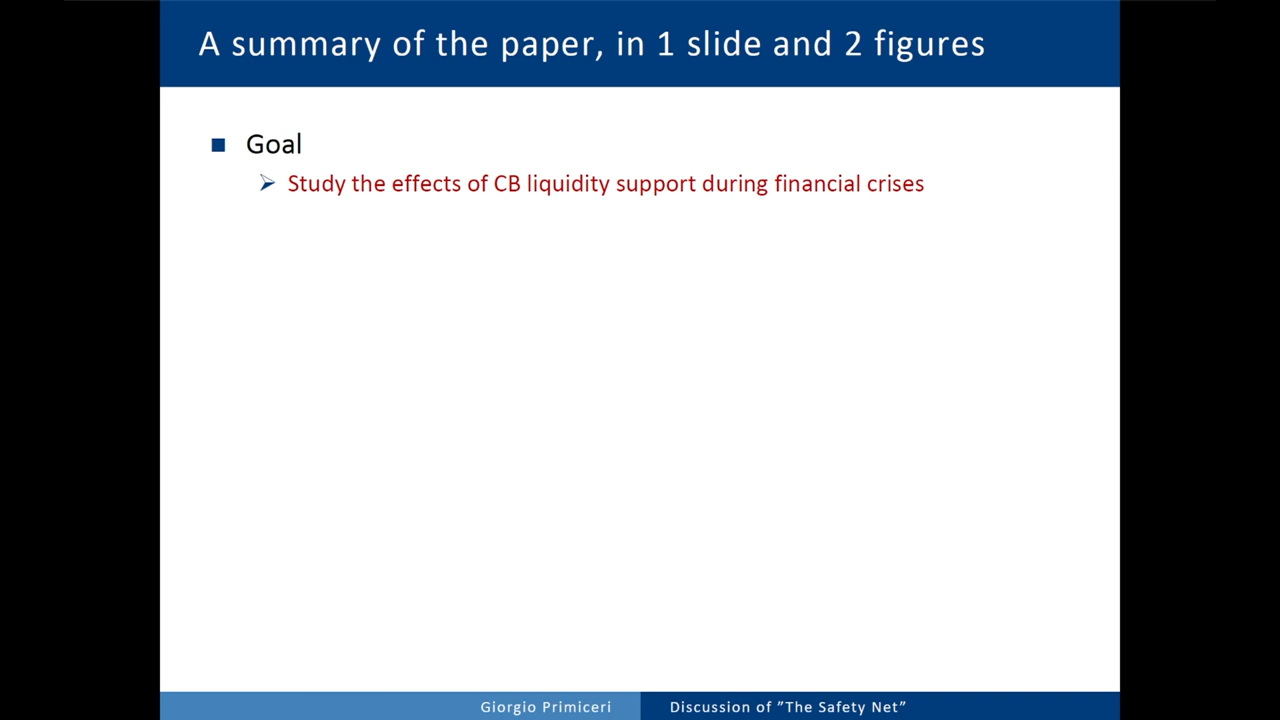 A summary of the paper, in 1 slide and 2 figures
Goal
Study the effects of CB liquidity support during financial crises
Giorgio Primiceri
Discussion of ”The Safety Net”